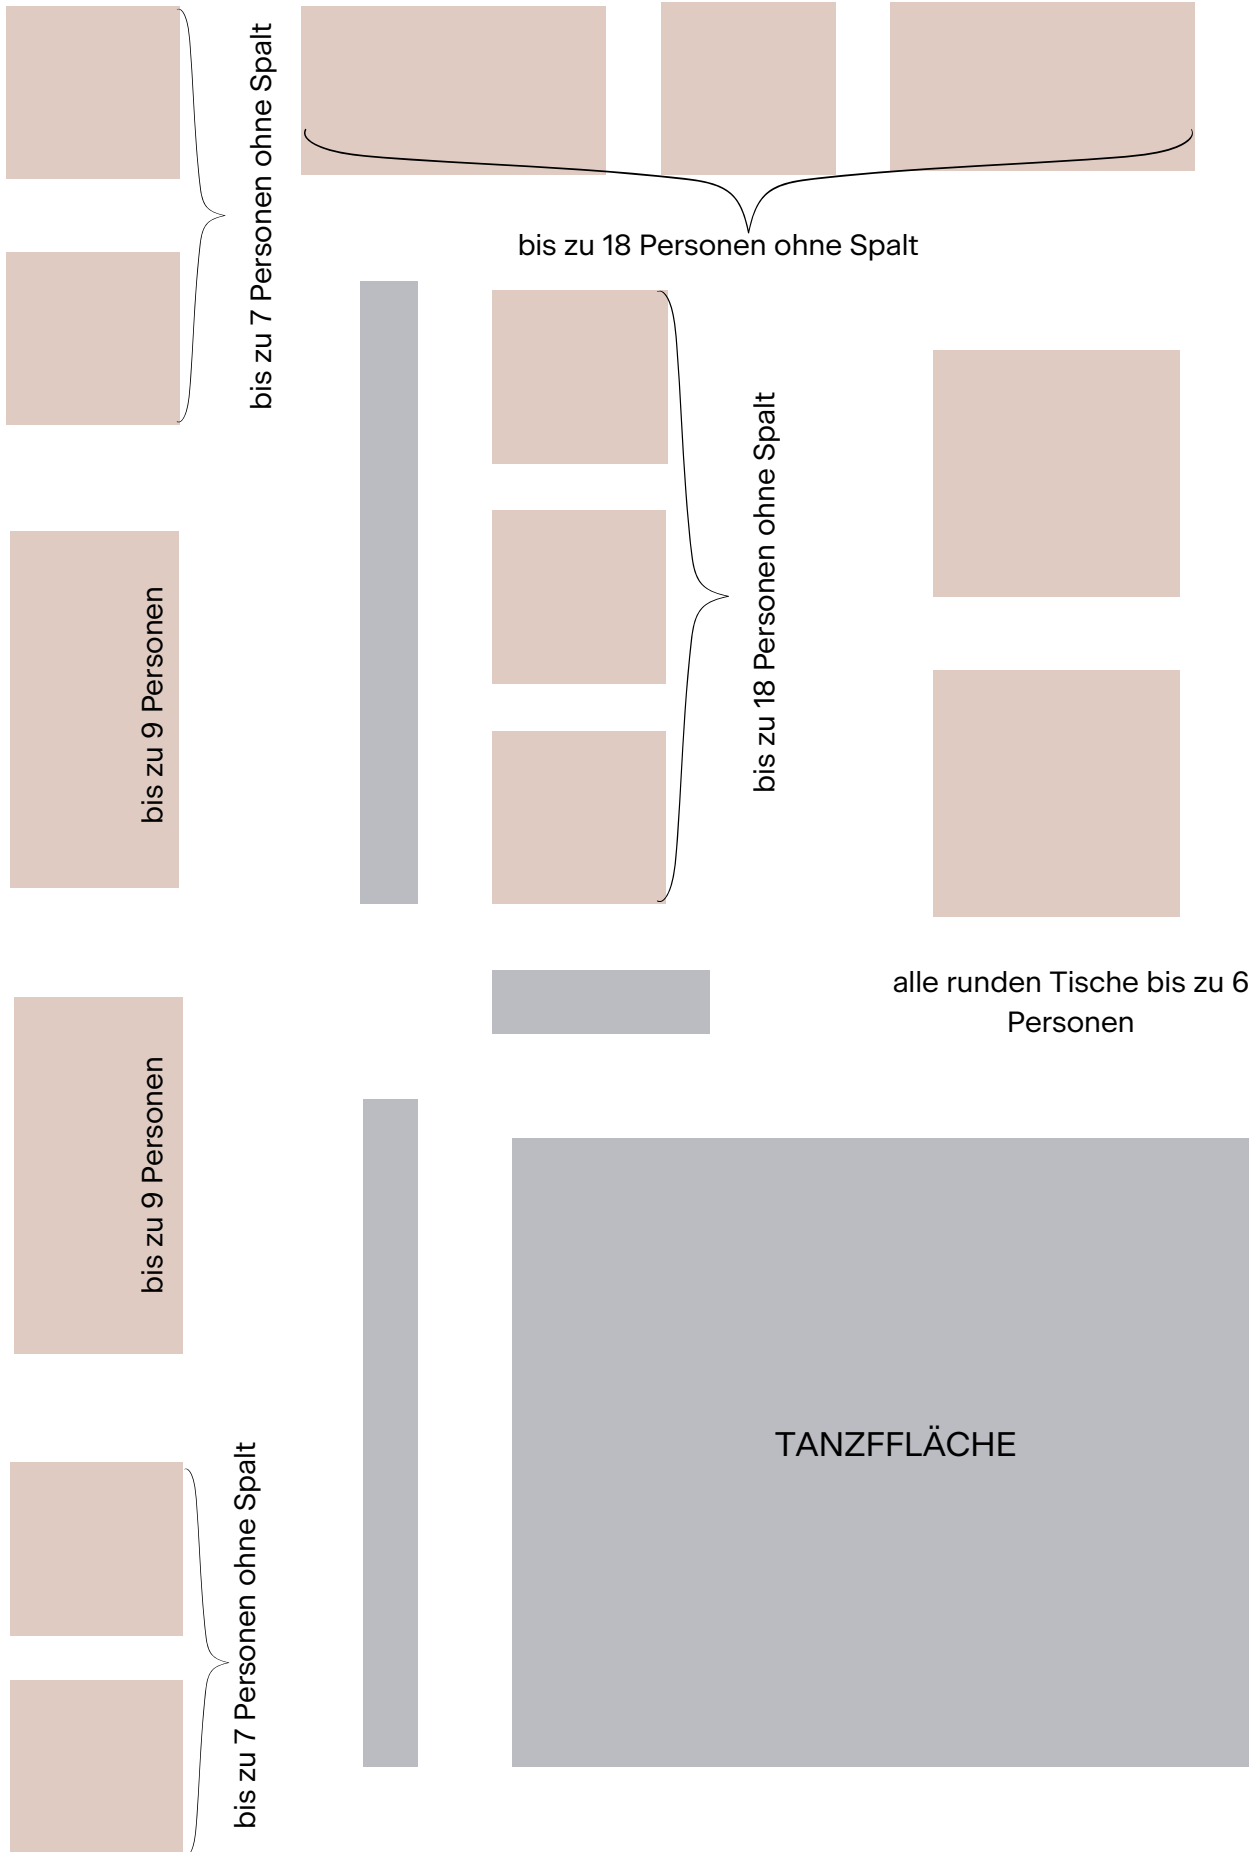 bis zu 7 Personen ohne Spalt
bis zu 18 Personen ohne Spalt
bis zu 18 Personen ohne Spalt
bis zu 9 Personen
alle runden Tische bis zu 6
Personen
bis zu 9 Personen
TANZFFLÄCHE
bis zu 7 Personen ohne Spalt